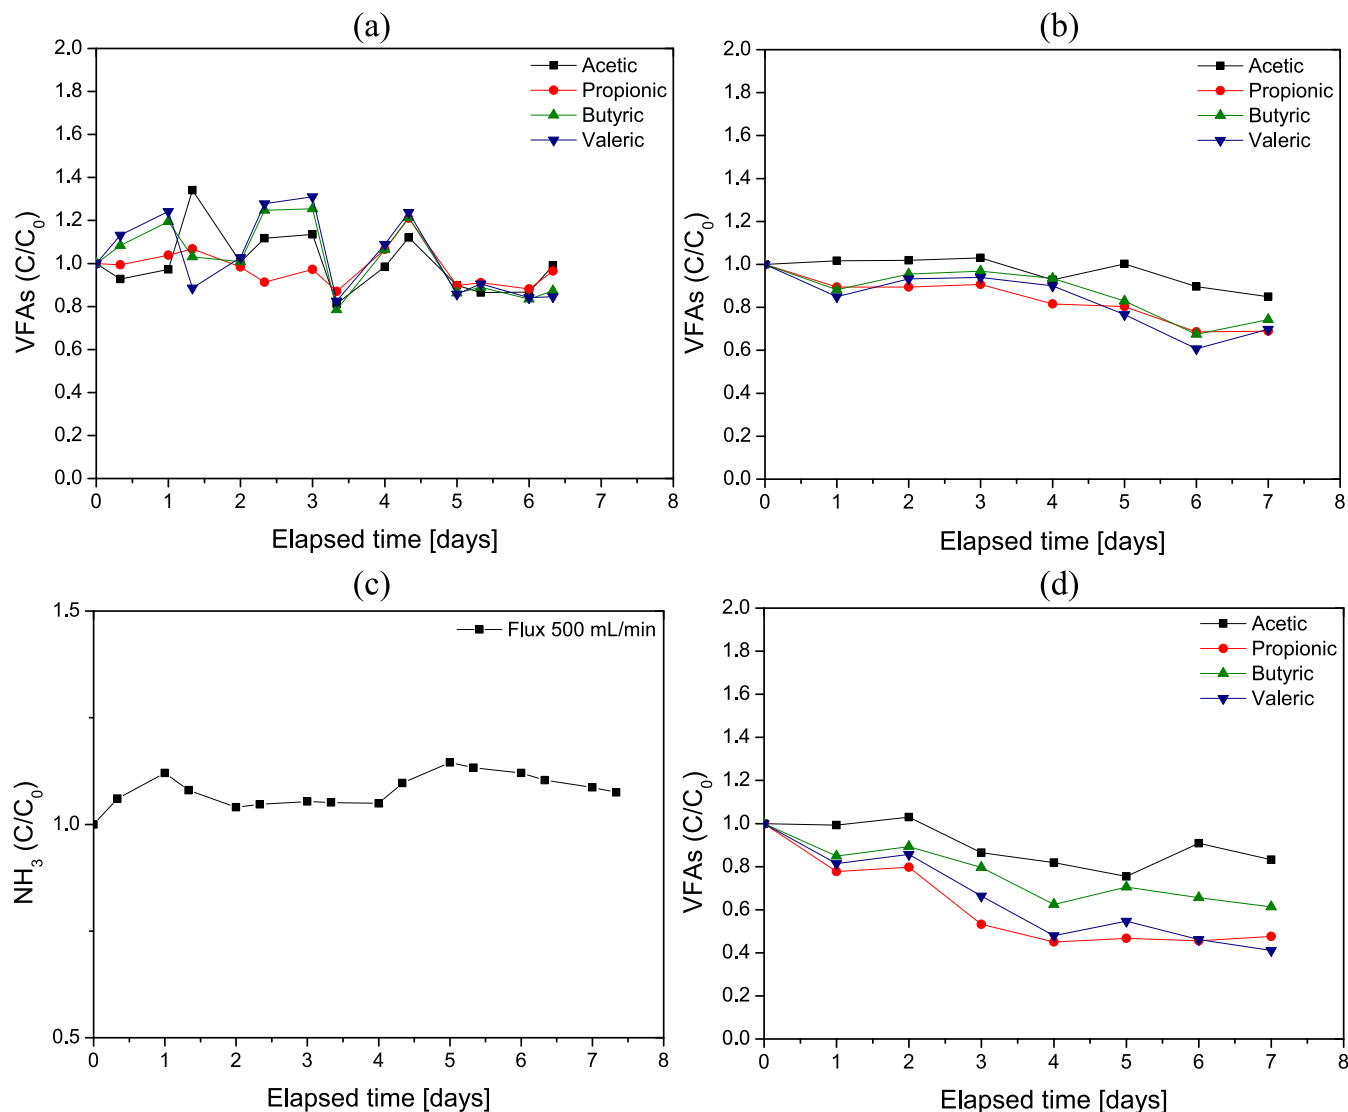 (a)
2.0
1.8
1.6
1.4
1.2
1.0
0.8
0.6
0.4
0.2
0.0
VFAs (C/C0)
0 1 2 3 4 5 6 7 8
Elapsed time [days]
Acetic
Propionic
Butyric
Valeric
(b)
2.0
1.8
1.6
1.4
1.2
1.0
0.8
0.6
0.4
0.2
0.0
VFAs (C/C0)
0 1 2 3 4 5 6 7 8
Elapsed time [days]
Acetic
Propionic
Butyric
Valeric
(c)
1.5
1.0
0.5
NH3 (C/C0)
0 1 2 3 4 5 6 7 8
Elapsed time [days]
Flux 500 mL/min
(d)
2.0
1.8
1.6
1.4
1.2
1.0
0.8
0.6
0.4
0.2
0.0
VFAs (C/C0)
0 1 2 3 4 5 6 7 8
Elapsed time [days]
Acetic
Propionic
Butyric
Valeric